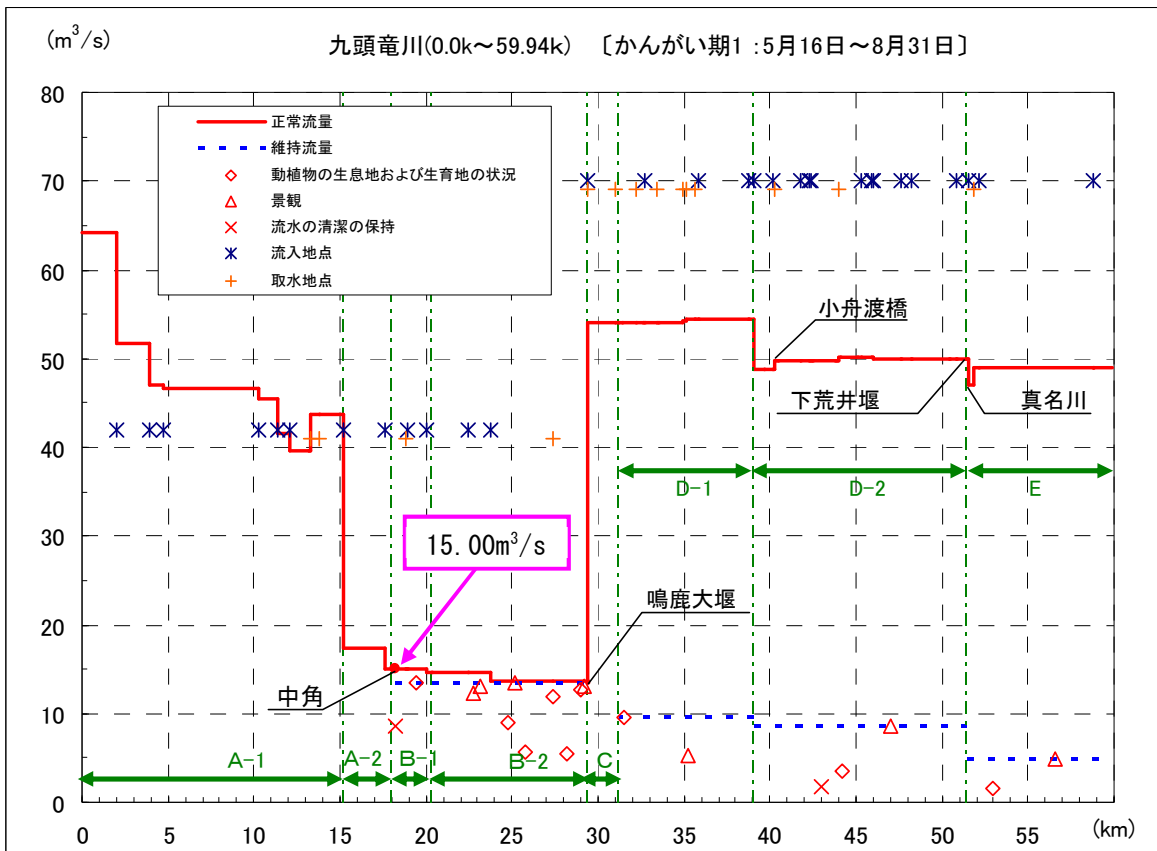 (m³/s)
九頭竜川(0.0k～59.94k) 〔かんがい期1 :5月16日～8月31日〕
80
70
60
50
40
30
20
10
0
正常流量
維持流量
動植物の生息地および生育地の状況
景観
流水の清潔の保持
流入地点
取水地点
小舟渡橋
下荒井堰
真名川
D-1
D-2
E
15.00m³/s
鳴鹿大堰
中角
A-1
A-2
B-1
B-2
C
0 5 10 15 20 25 30 35 40 45 50 55 (km)